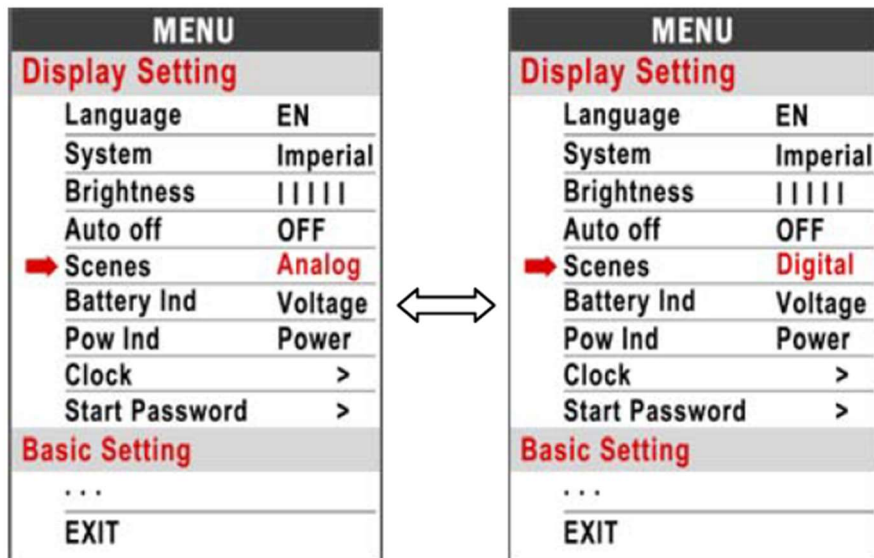 MENU
Display Setting
Language EN
System Imperial
Brightness | | | | |
Auto off OFF
Scenes Analog
Battery Ind Voltage
Pow Ind Power
Clock >
Start Password >
Basic Setting
. . .
EXIT
MENU
Display Setting
Language EN
System Imperial
Brightness | | | | |
Auto off OFF
Scenes Digital
Battery Ind Voltage
Pow Ind Power
Clock >
Start Password >
Basic Setting
. . .
EXIT